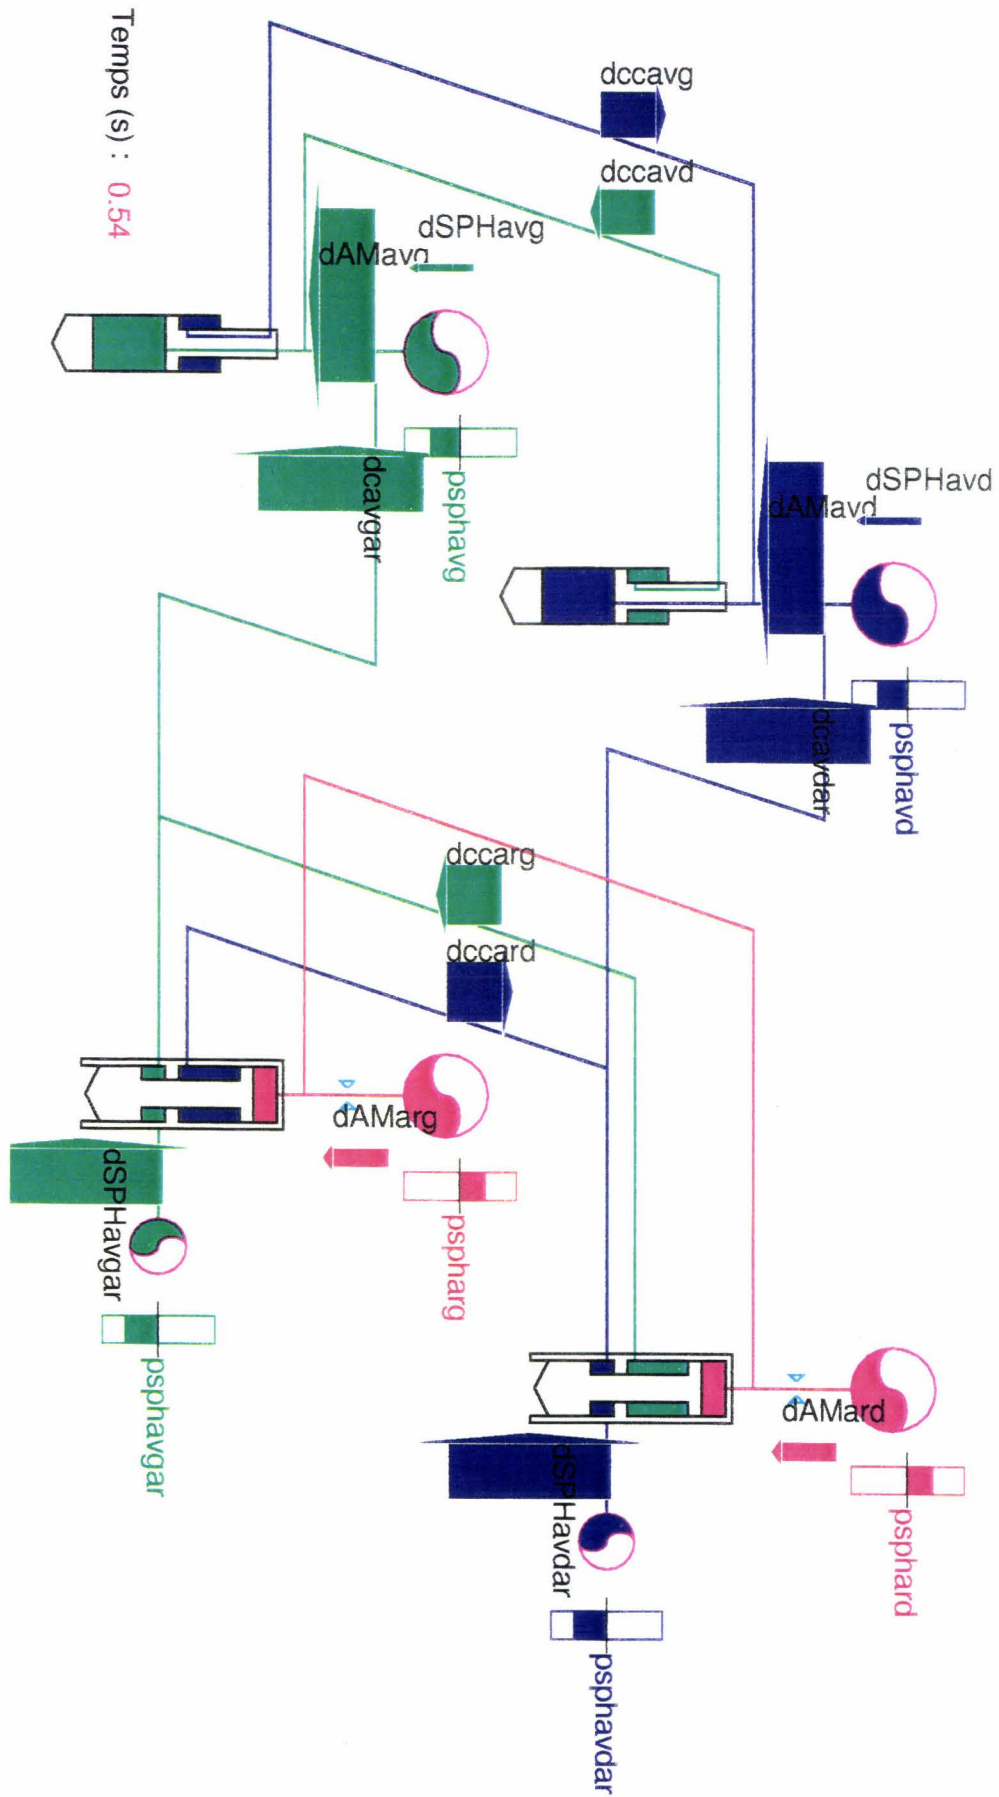 dccavg
dccavd
dSPHavg
dAMavg
dSPHavd
dAMavd
psphavg
dcavgar
psphavd
dcavdar
dccarg
dccard
dAMarg
dSPHavgar
pspharg
psphavgar
dAMard
dSPHavdar
psphard
psphavdar
Temps (s) : 0.54